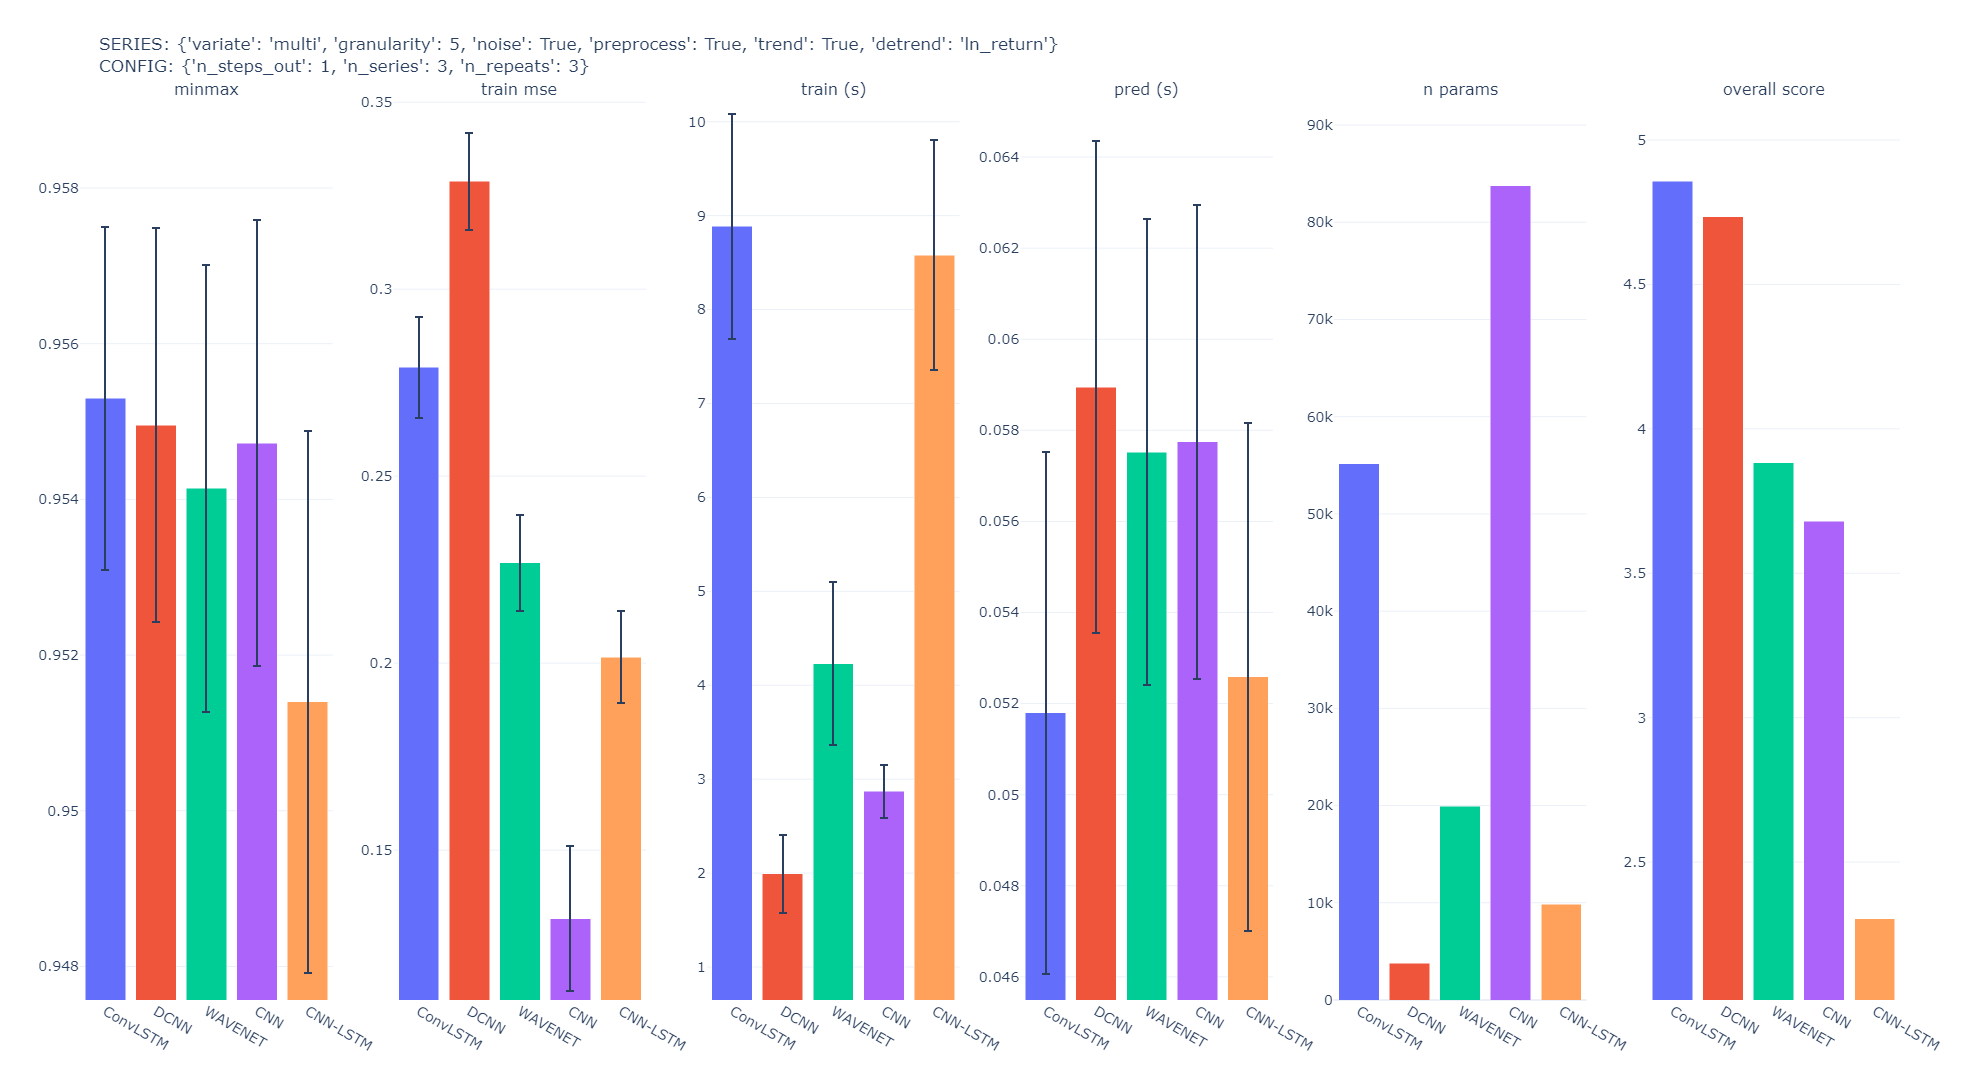 SERIES: {'variate': 'multi', 'granularity': 5, 'noise': True, 'preprocess': True, 'trend': True, 'detrend': 'ln_return'}
CONFIG: {'n_steps_out': 1, 'n_series': 3, 'n_repeats': 3}
minmax
0.958
0.956
0.954
0.952
0.95
0.948
ConvLSTM
DCNN
WAVENET
CNN
CNN-LSTM
train mse
0.35
0.3
0.25
0.2
0.15
ConvLSTM
DCNN
WAVENET
CNN
CNN-LSTM
train (s)
10
9
8
7
6
5
4
3
2
1
ConvLSTM
DCNN
WAVENET
CNN
CNN-LSTM
pred (s)
0.064
0.062
0.06
0.058
0.056
0.054
0.052
0.05
0.048
0.046
ConvLSTM
DCNN
WAVENET
CNN
CNN-LSTM
n params
90k
80k
70k
60k
50k
40k
30k
20k
10k
0
ConvLSTM
DCNN
WAVENET
CNN
CNN-LSTM
overall score
5
4.5
4
3.5
3
2.5
ConvLSTM
DCNN
WAVENET
CNN
CNN-LSTM